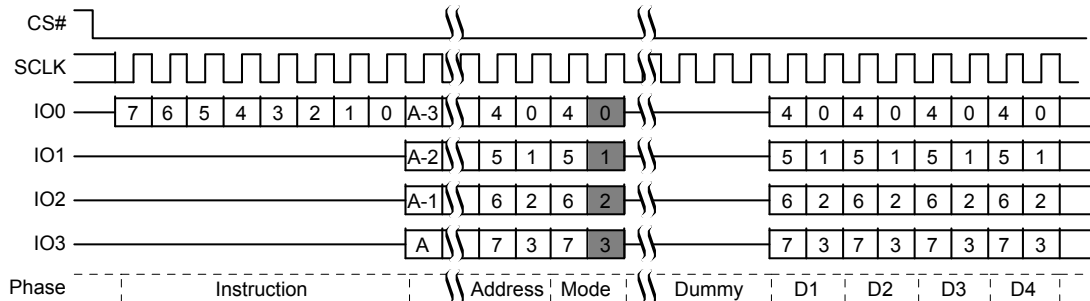 CS#
SCLK
IO0 7 6 5 4 3 2 1 0 A-3 4 0 4 0 4 0 4 0 4 0 4 0
IO1 A-2 5 1 5 1 5 1 5 1 5 1 5 1
IO2 A-1 6 2 6 2 6 2 6 2 6 2 6 2
IO3 A 7 3 7 3 7 3 7 3 7 3 7 3
Phase Instruction Address Mode Dummy D1 D2 D3 D4